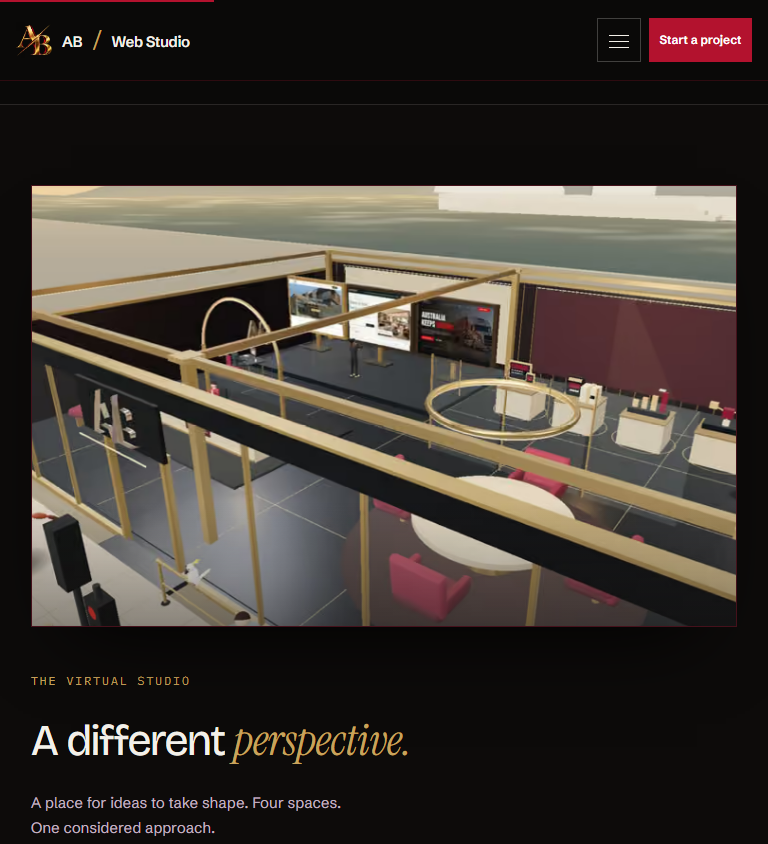 AB
AB / Web Studio
Start a project
AUSTRALIA
KEEPS
AB
THE VIRTUAL STUDIO
A different perspective.
A place for ideas to take shape. Four spaces.
One considered approach.